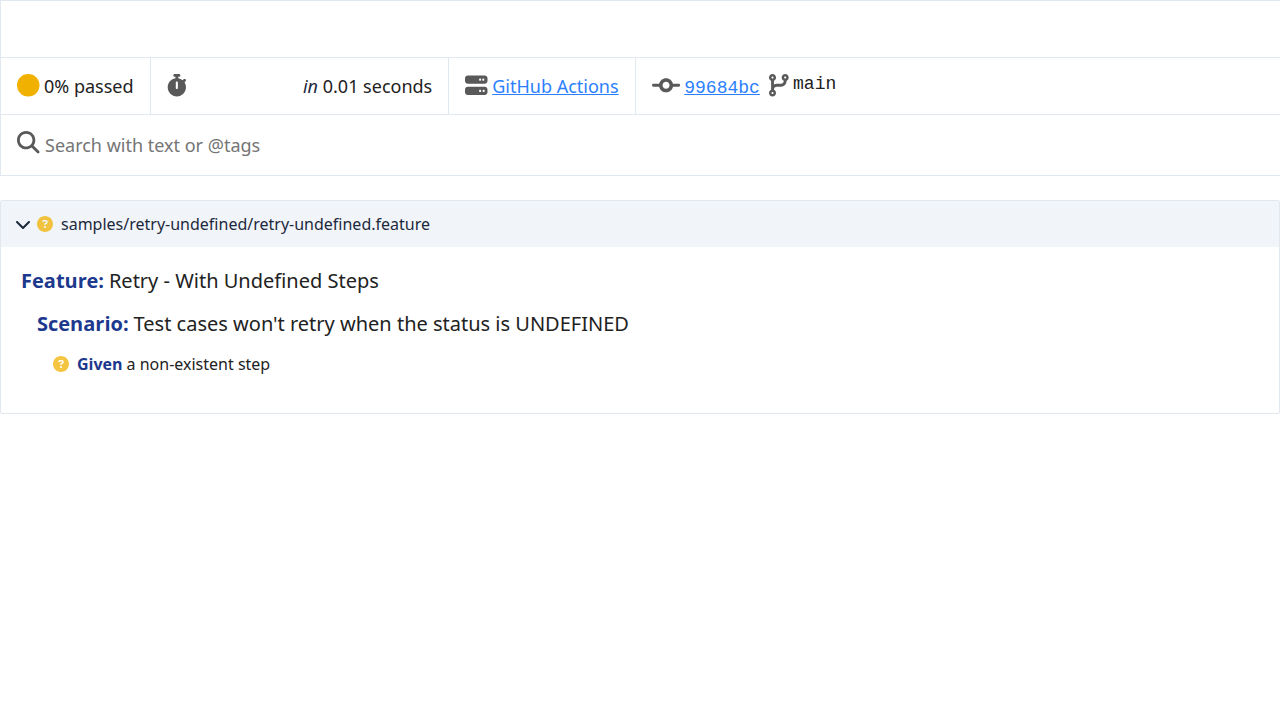 0% passed in 0.01 seconds GitHub Actions 99684bc main
Search with text or @tags
samples/retry-undefined/retry-undefined.feature
Feature: Retry - With Undefined Steps
Scenario: Test cases won't retry when the status is UNDEFINED
Given a non-existent step